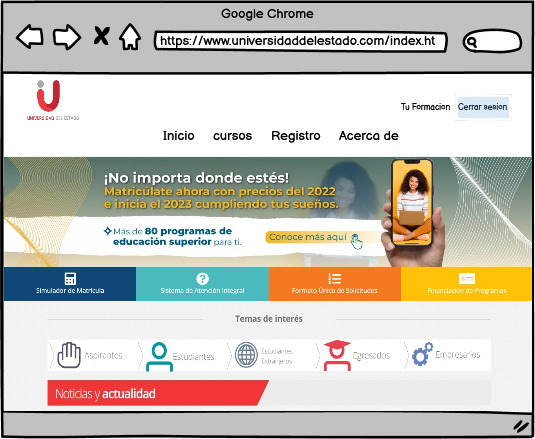 Google Chrome
https://www.universidaddelestado.com/index.ht
UNIVERSIDAD DEL ESTADO
Tu Formacion Cerrar sesion
Inicio cursos Registro Acerca de
¡No importa donde estés!
Matricúlate ahora con precios del 2022
e inicia el 2023 cumpliendo tus sueños.
Más de 80 programas de
educación superior para ti.
Conoce más aquí
Simulador de Matrícula Sistema de Atención Integral Formato Único de Solicitudes Financiación de Programas
Temas de interés
Aspirantes Estudiantes Estudiantes Extranjeros Egresados Empresarios
Noticias y actualidad